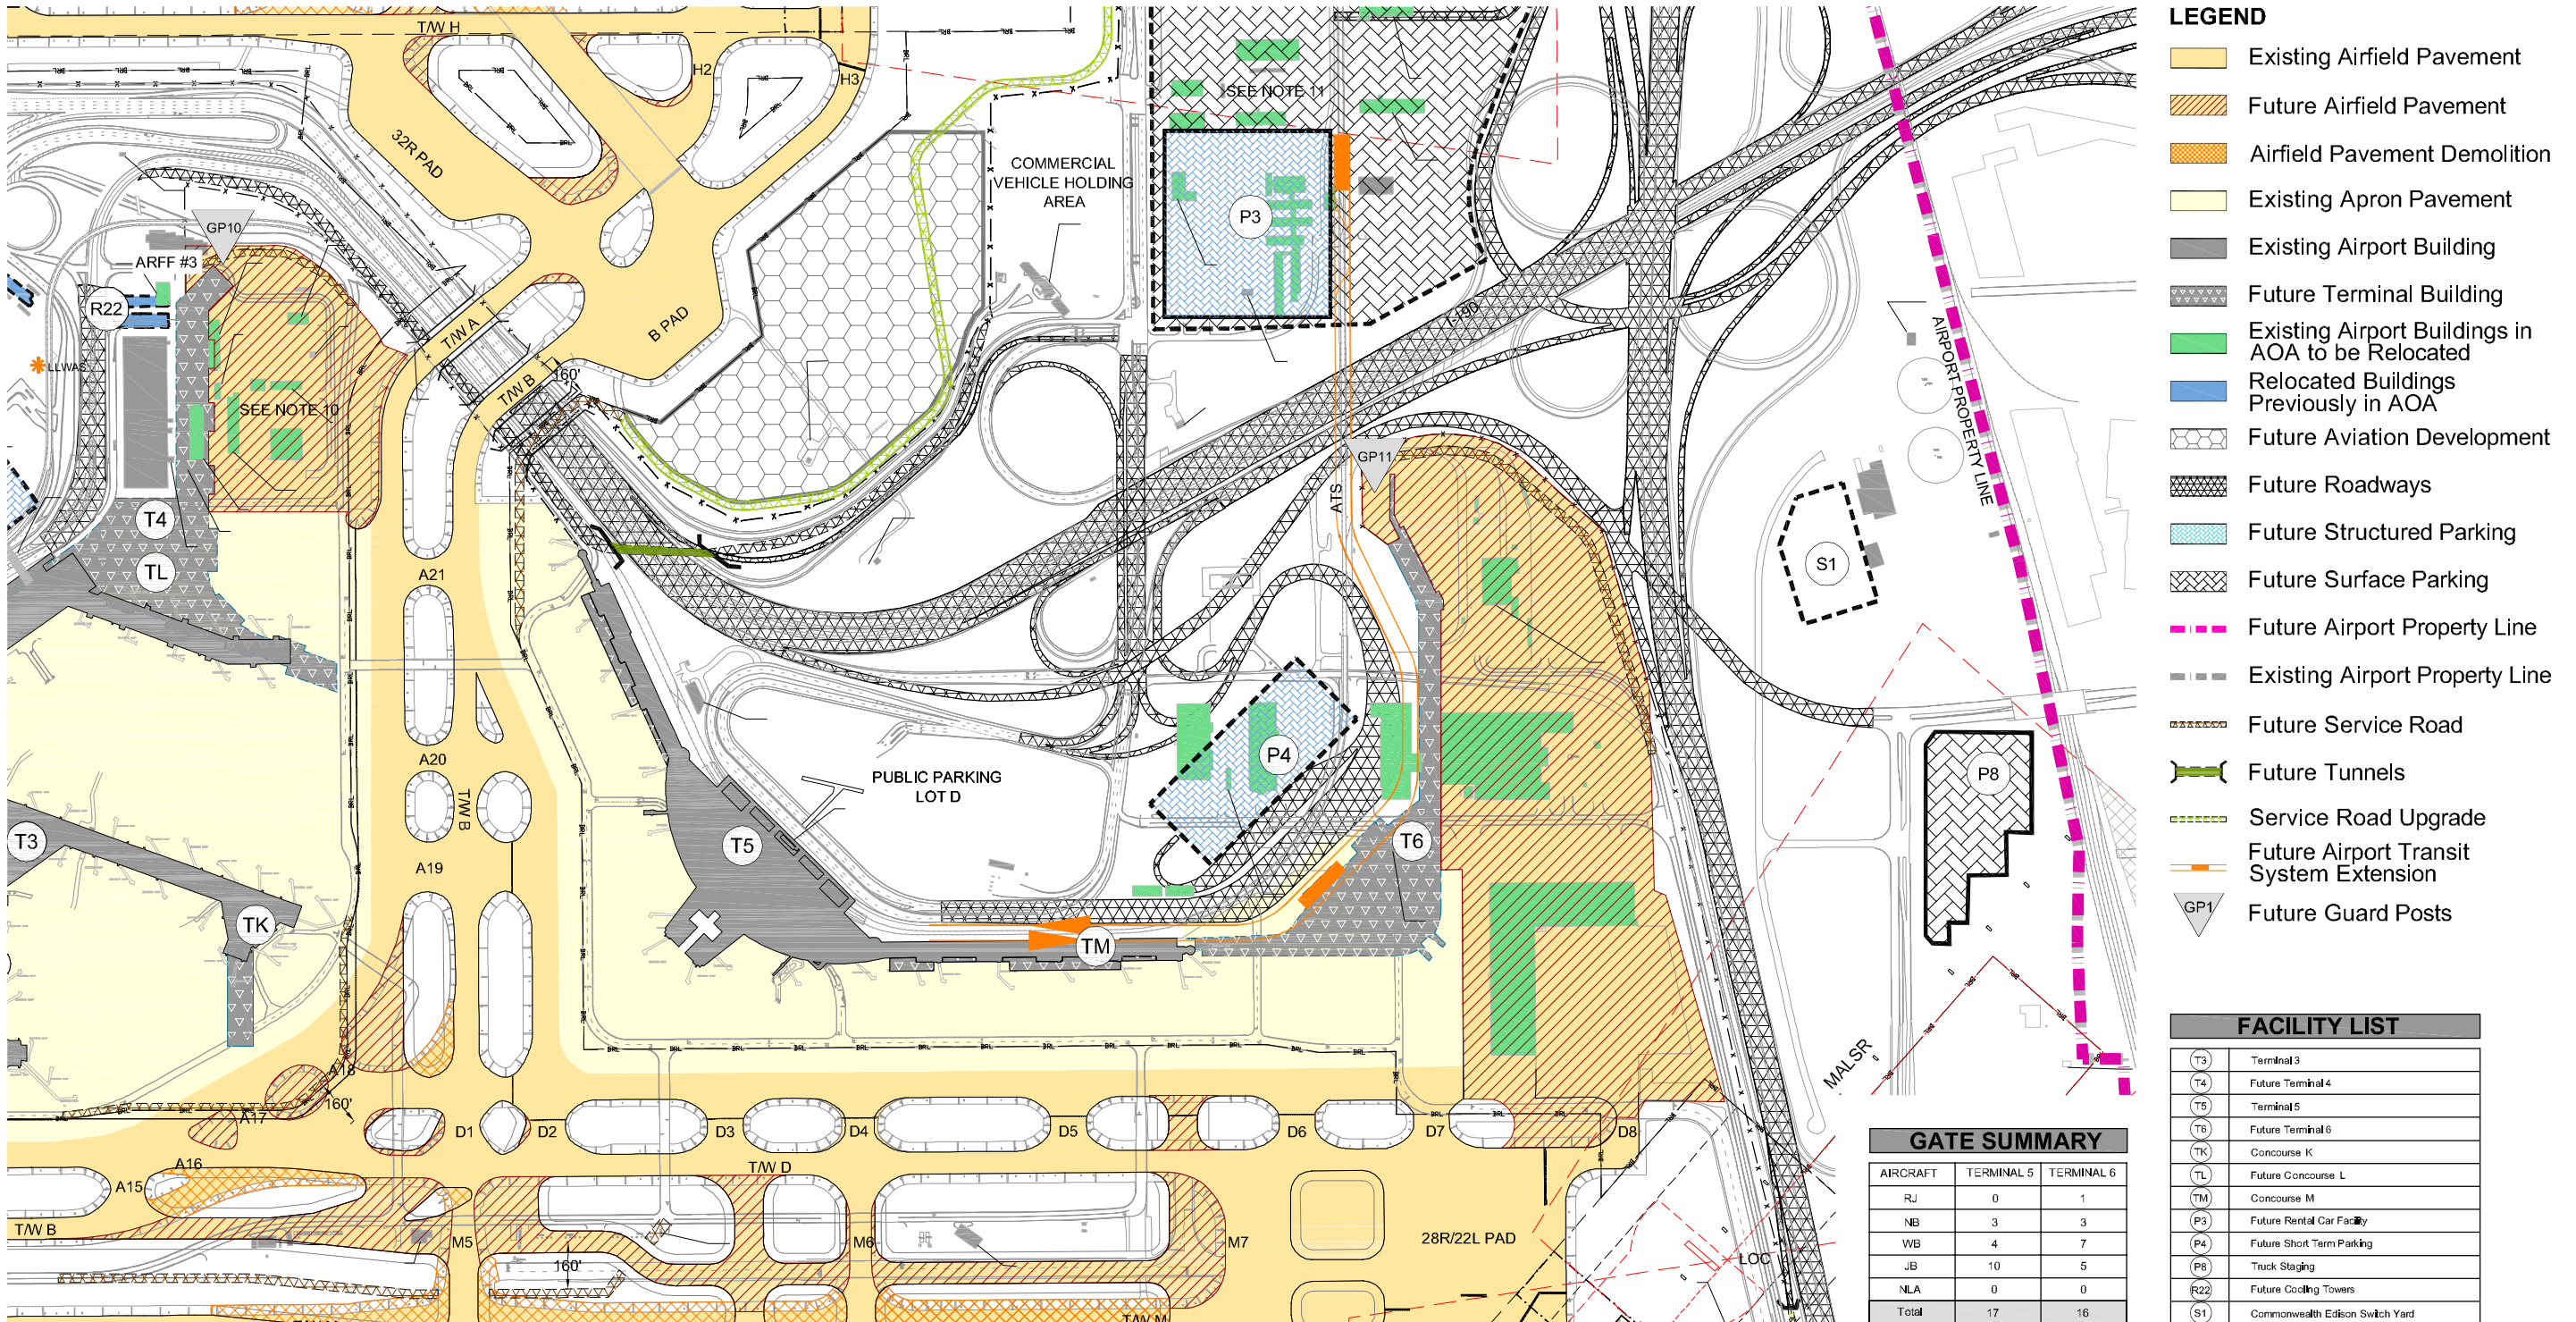 T/W H
H2
H3
32R PAD
SEE NOTE 11
COMMERCIAL
VEHICLE HOLDING
AREA
P3
GP10
ARFF #3
R22
T/W A
B PAD
I-190
LLWAS
T/W B
160'
SEE NOTE 10
AIRPORT PROPERTY LINE
GP11
ATS
T4
TL
A21
S1
A20
T/W B
PUBLIC PARKING
LOT D
P4
P8
T3
T5
T6
A19
TK
TM
A18
160'
A17
MALSR
D1
D2
D3
D4
D5
D6
D7
D8
A16
T/W D
A15
T/W B
M5
M6
M7
28R/22L PAD
160'
LOC
T/W M
BRL
LEGEND
Existing Airfield Pavement
Future Airfield Pavement
Airfield Pavement Demolition
Existing Apron Pavement
Existing Airport Building
Future Terminal Building
Existing Airport Buildings in
AOA to be Relocated
Relocated Buildings
Previously in AOA
Future Aviation Development
Future Roadways
Future Structured Parking
Future Surface Parking
Future Airport Property Line
Existing Airport Property Line
Future Service Road
Future Tunnels
Service Road Upgrade
Future Airport Transit
System Extension
GP1 Future Guard Posts
FACILITY LIST
T3 Terminal 3
T4 Future Terminal 4
T5 Terminal 5
T6 Future Terminal 6
TK Concourse K
TL Future Concourse L
TM Concourse M
P3 Future Rental Car Facility
P4 Future Short Term Parking
P8 Truck Staging
R22 Future Cooling Towers
S1 Commonwealth Edison Switch Yard
GATE SUMMARY
AIRCRAFT TERMINAL 5 TERMINAL 6
RJ 0 1
NB 3 3
WB 4 7
JB 10 5
NLA 0 0
Total 17 16